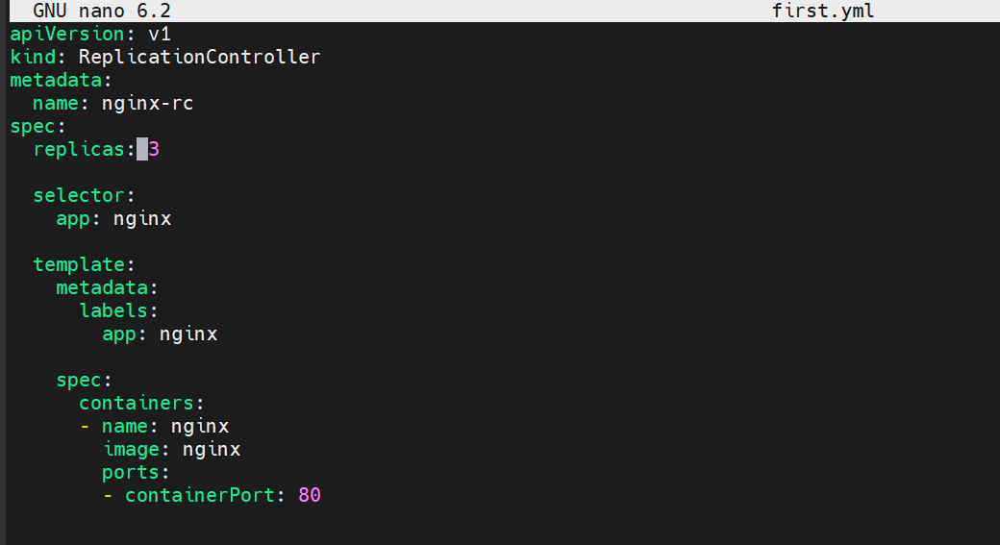 GNU nano 6.2 first.yml
apiVersion: v1
kind: ReplicationController
metadata:
  name: nginx-rc
spec:
  replicas: 3

  selector:
    app: nginx

  template:
    metadata:
      labels:
        app: nginx

    spec:
      containers:
      - name: nginx
        image: nginx
        ports:
        - containerPort: 80